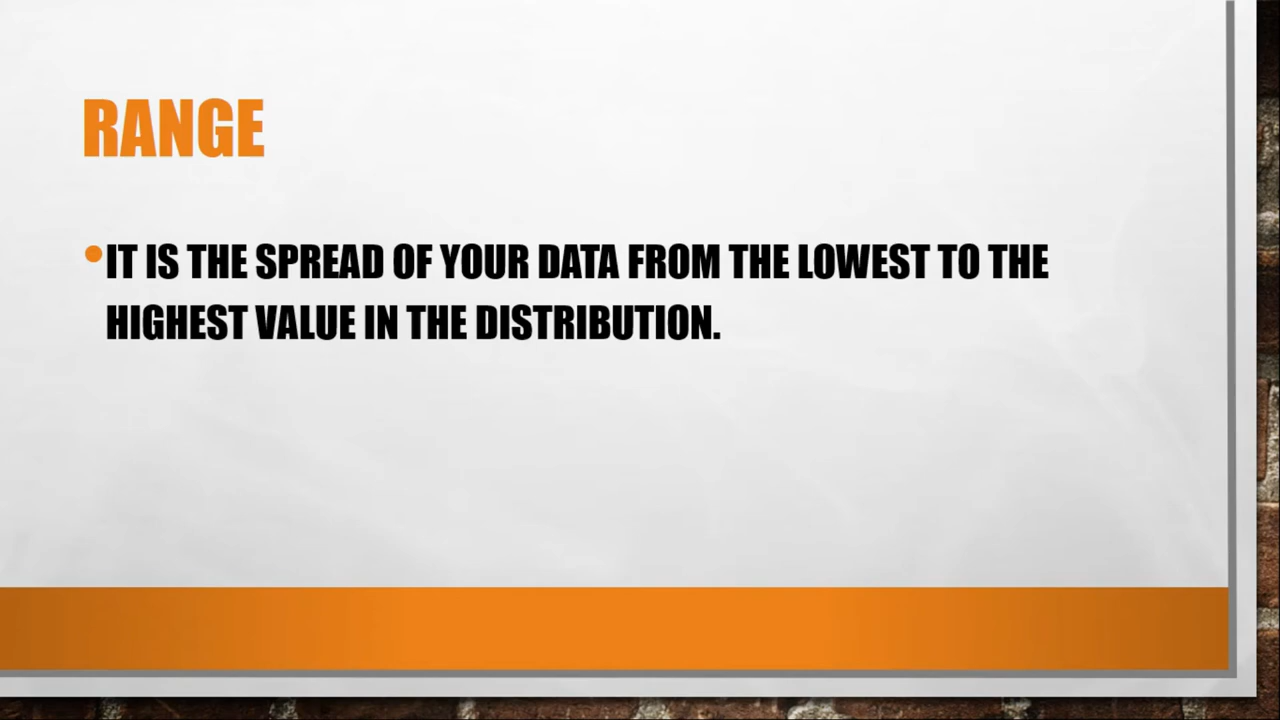 RANGE
•IT IS THE SPREAD OF YOUR DATA FROM THE LOWEST TO THE
HIGHEST VALUE IN THE DISTRIBUTION.